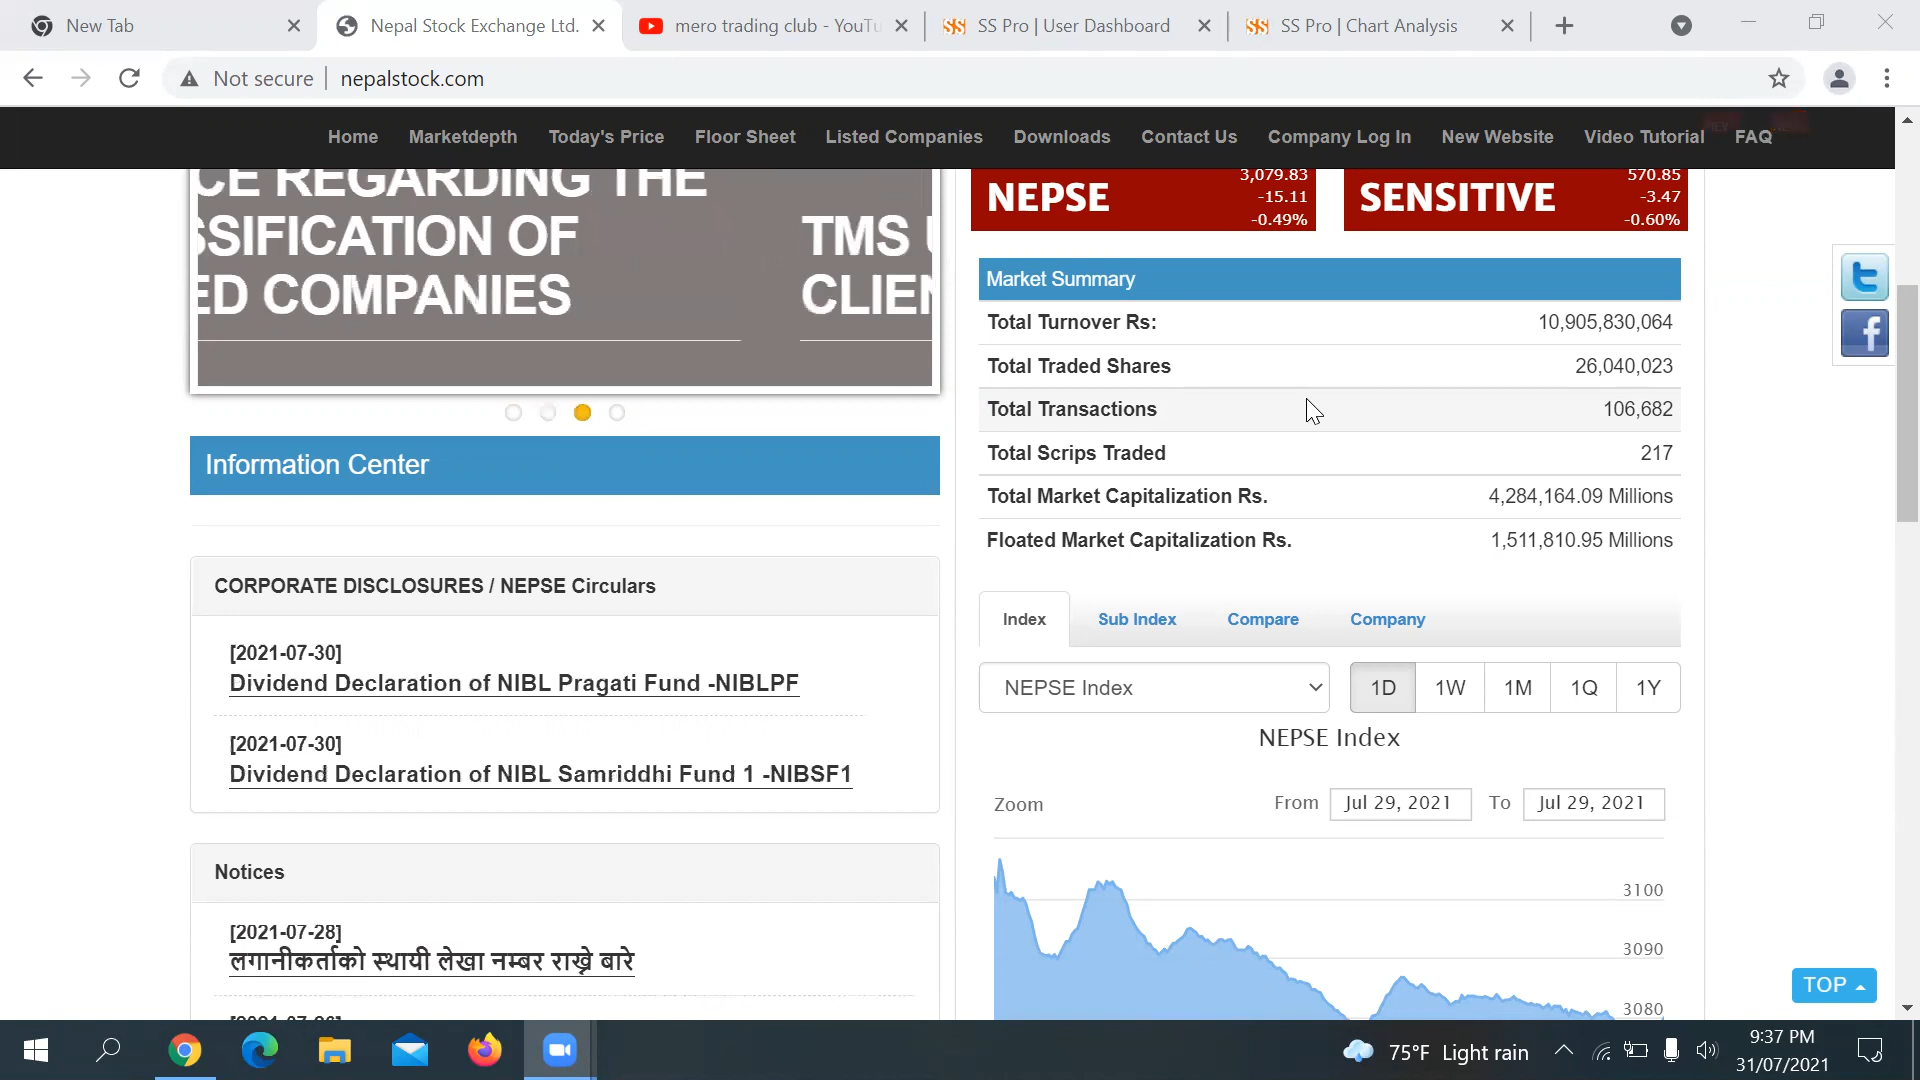 New Tab
Nepal Stock Exchange Ltd.
mero trading club - YouTu
SS Pro | User Dashboard
SS Pro | Chart Analysis
Not secure
nepalstock.com
Home
Marketdepth
Today's Price
Floor Sheet
Listed Companies
Downloads
Contact Us
Company Log In
New Website
Video Tutorial
FAQ
CE REGARDING THE
SSIFICATION OF
ED COMPANIES
TMS U
CLIEN
NEPSE
3,079.83
-15.11
-0.49%
SENSITIVE
570.85
-3.47
-0.60%
Market Summary
Total Turnover Rs: 10,905,830,064
Total Traded Shares 26,040,023
Total Transactions 106,682
Total Scrips Traded 217
Total Market Capitalization Rs. 4,284,164.09 Millions
Floated Market Capitalization Rs. 1,511,810.95 Millions
Information Center
CORPORATE DISCLOSURES / NEPSE Circulars
[2021-07-30]
Dividend Declaration of NIBL Pragati Fund -NIBLPF
[2021-07-30]
Dividend Declaration of NIBL Samriddhi Fund 1 -NIBSF1
Notices
[2021-07-28]
लगानीकर्ताको स्थायी लेखा नम्बर राख्ने बारे
Index
Sub Index
Compare
Company
NEPSE Index
1D 1W 1M 1Q 1Y
NEPSE Index
Zoom
From Jul 29, 2021 To Jul 29, 2021
3100
3090
3080
TOP
75°F Light rain
9:37 PM
31/07/2021